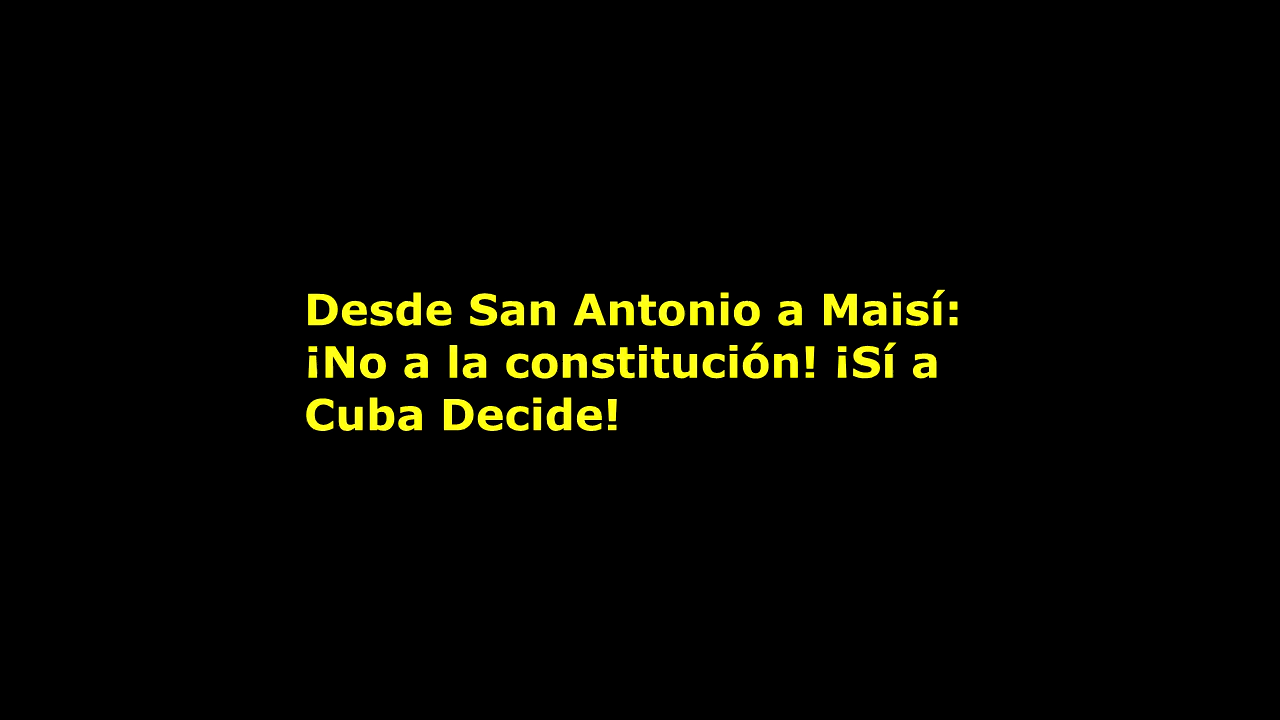 Desde San Antonio a Maisí:
¡No a la constitución! ¡Sí a
Cuba Decide!